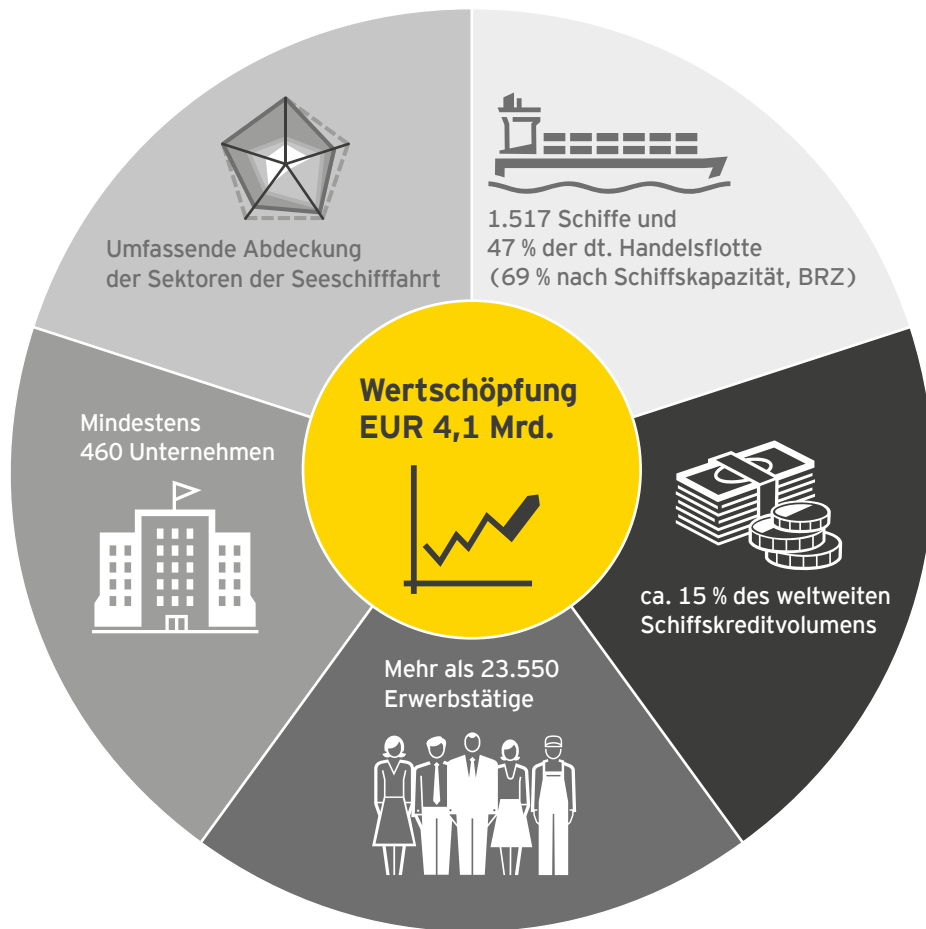 Umfassende Abdeckung
der Sektoren der Seeschifffahrt
1.517 Schiffe und
47 % der dt. Handelsflotte
(69 % nach Schiffskapazität, BRZ)
Wertschöpfung
EUR 4,1 Mrd.
Mindestens
460 Unternehmen
ca. 15 % des weltweiten
Schiffskreditvolumens
Mehr als 23.550
Erwerbstätige